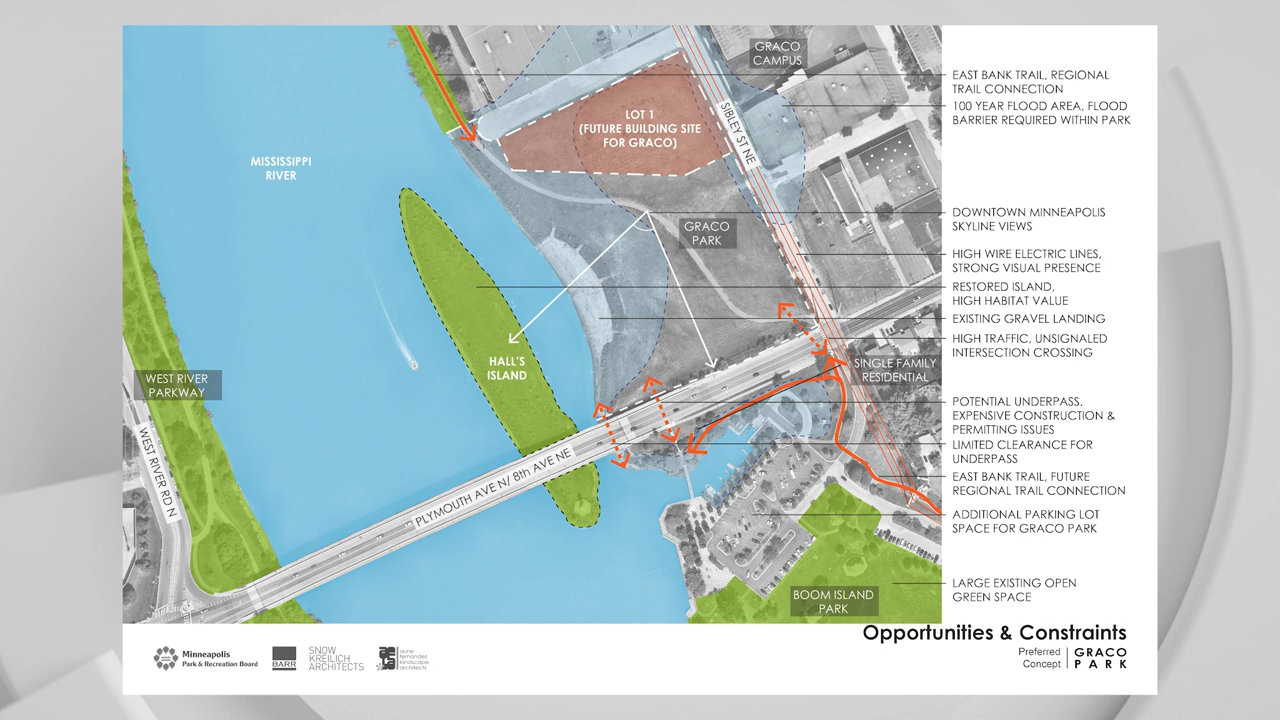 GRACO
CAMPUS
EAST BANK TRAIL, REGIONAL
TRAIL CONNECTION
100 YEAR FLOOD AREA, FLOOD
BARRIER REQUIRED WITHIN PARK
LOT 1
(FUTURE BUILDING SITE
FOR GRACO)
SIBLEY ST NE
MISSISSIPPI
RIVER
DOWNTOWN MINNEAPOLIS
SKYLINE VIEWS
GRACO
PARK
HIGH WIRE ELECTRIC LINES,
STRONG VISUAL PRESENCE
RESTORED ISLAND,
HIGH HABITAT VALUE
EXISTING GRAVEL LANDING
HIGH TRAFFIC, UNSIGNALED
INTERSECTION CROSSING
HALL'S
ISLAND
SINGLE FAMILY
RESIDENTIAL
WEST RIVER
PARKWAY
POTENTIAL UNDERPASS,
EXPENSIVE CONSTRUCTION &
PERMITTING ISSUES
LIMITED CLEARANCE FOR
UNDERPASS
WEST RIVER RD N
PLYMOUTH AVE N/ 8th AVE NE
EAST BANK TRAIL, FUTURE
REGIONAL TRAIL CONNECTION
ADDITIONAL PARKING LOT
SPACE FOR GRACO PARK
LARGE EXISTING OPEN
GREEN SPACE
BOOM ISLAND
PARK
Opportunities & Constraints
Preferred
Concept
GRACO
PARK
Minneapolis
Park & Recreation Board
BARR
SNOW
KREILICH
ARCHITECTS
aune
fernandez
landscape
architects